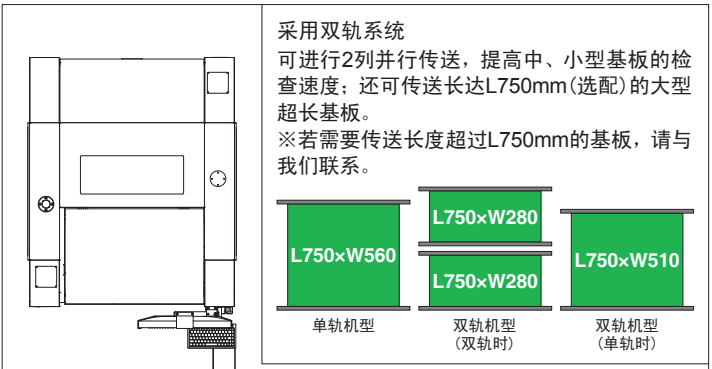 采用双轨系统
可进行2列并行传送，提高中、小型基板的检
查速度；还可传送长达L750mm（选配）的大型
超长基板。
※若需要传送长度超过L750mm的基板，请与
我们联系。
L750×W560
L750×W280
L750×W280
L750×W510
单轨机型
双轨机型
（双轨时）
双轨机型
（单轨时）